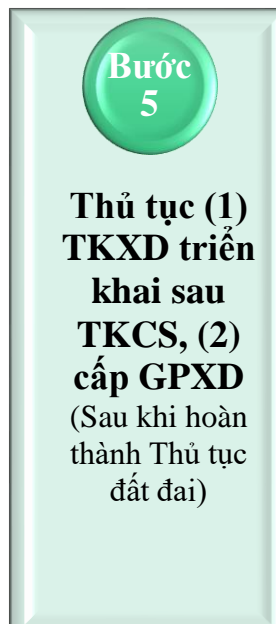 Bước
5
Thủ tục (1)
TKXD triển
khai sau
TKCS, (2)
cấp GPXD
(Sau khi hoàn
thành Thủ tục
đất đai)